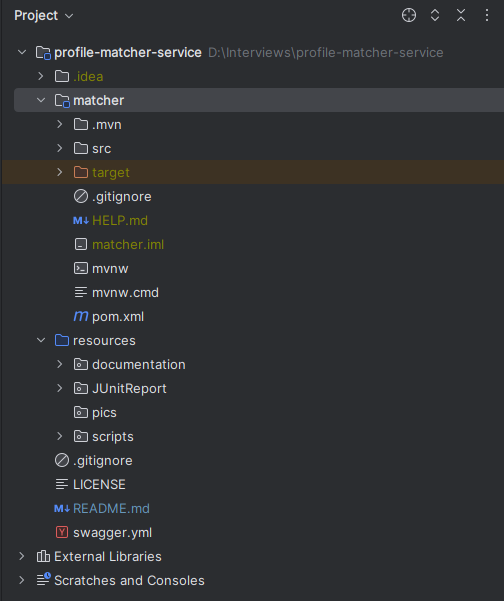 Project
profile-matcher-service D:\Interviews\profile-matcher-service
.idea
matcher
.mvn
src
target
.gitignore
M↓ HELP.md
matcher.iml
mvnw
mvnw.cmd
m pom.xml
resources
documentation
JUnitReport
pics
scripts
.gitignore
LICENSE
M↓ README.md
Y swagger.yml
External Libraries
Scratches and Consoles